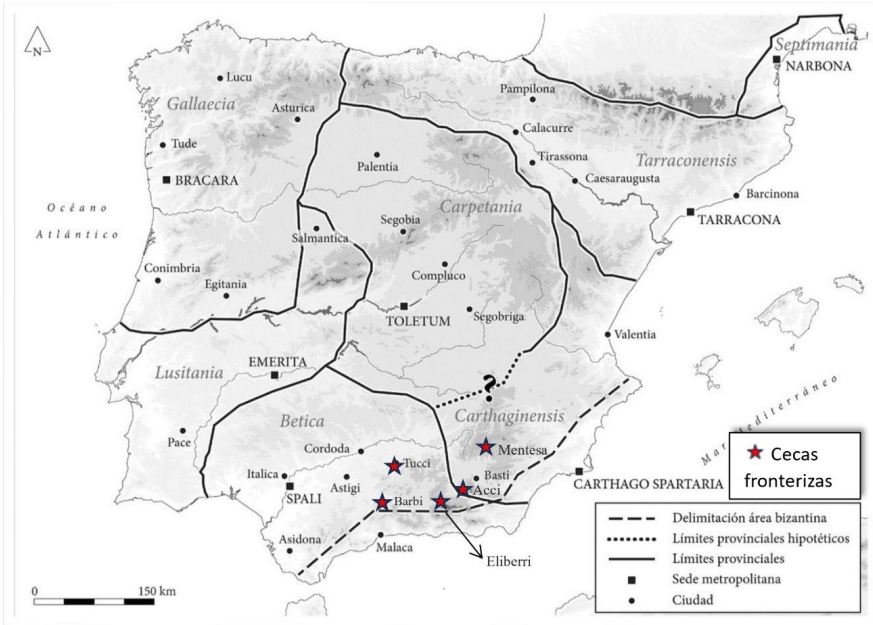 N
Septimania
NARBONA
Lucu
Gallaecia
Pampilona
Asturica
Calacurre
Tude
Tirassona
Tarraconensis
Palentia
BRACARA
Caesaraugusta
Barcinona
Carpetania
Océano
Atlántico
Segobia
TARRACONA
Salmantica
Conimbria
Compluco
Egitania
TOLETUM
Segobriga
Valentia
EMERITA
Lusitania
?
Mar Mediterráneo
Betica
Carthaginensis
Pace
Cordoda
Mentesa
Tucci
Italica
Basti
CARTHAGO SPARTARIA
Astigi
SPALI
Acci
Barbi
Asidona
Malaca
Eliberri
Cecas
fronterizas
Delimitación área bizantina
Límites provinciales hipotéticos
Límites provinciales
Sede metropolitana
Ciudad
0 150 km